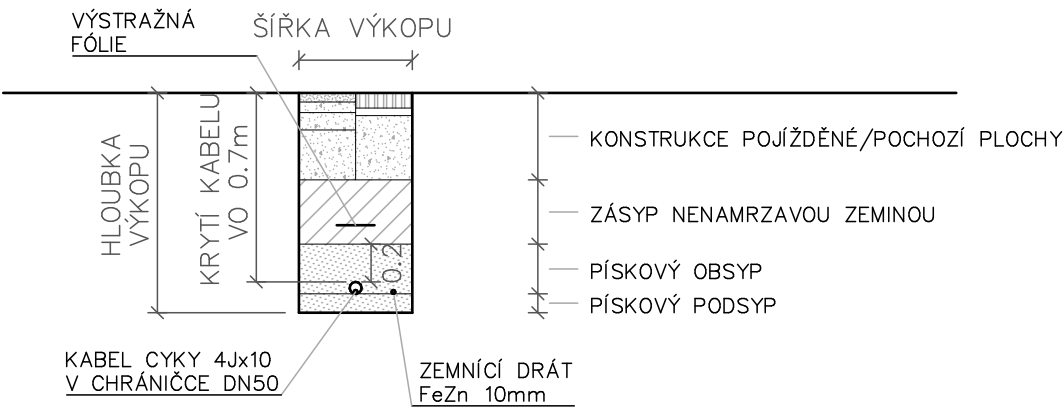 VÝSTRAŽNÁ
FÓLIE
ŠÍŘKA VÝKOPU
HLOUBKA
VÝKOPU
KRYTÍ KABELU
VO 0.7m
0.2
KONSTRUKCE POJÍŽDĚNÉ/POCHOZÍ PLOCHY
ZÁSYP NENAMRZAVOU ZEMINOU
PÍSKOVÝ OBSYP
PÍSKOVÝ PODSYP
KABEL CYKY 4Jx10
V CHRÁNIČCE DN50
ZEMNÍCÍ DRÁT
FeZn 10mm